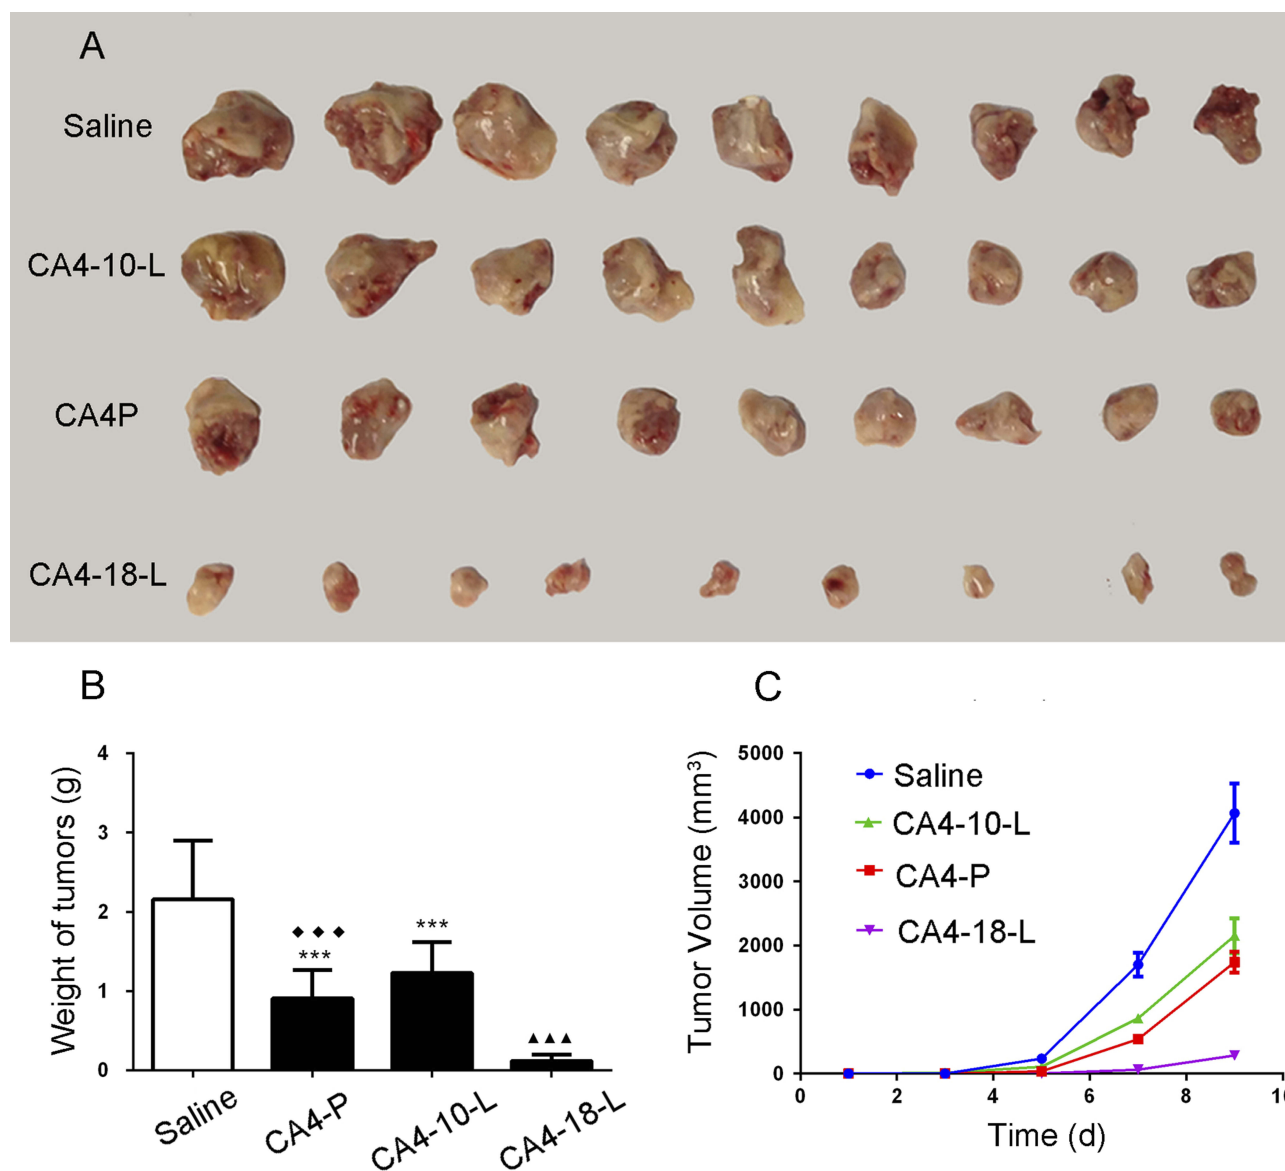 A
Saline
CA4-10-L
CA4P
CA4-18-L
B
Weight of tumors (g)
4
3
2
1
0
◆ ◆ ◆
***
***
▲ ▲ ▲
Saline
CA4-P
CA4-10-L
CA4-18-L
C
Tumor Volume (mm³)
5000
4000
3000
2000
1000
0
Saline
CA4-10-L
CA4-P
CA4-18-L
0 2 4 6 8 10
Time (d)